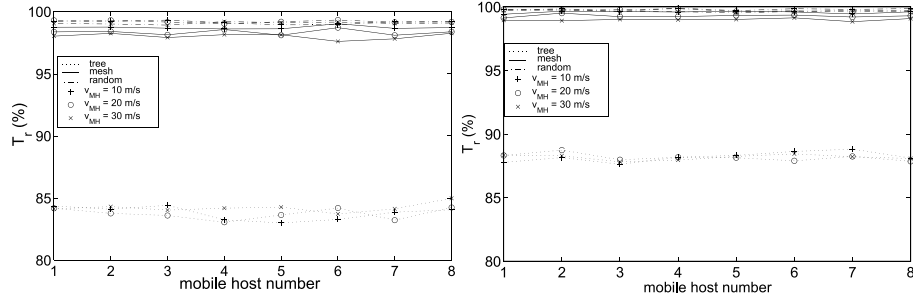 100
95
90
85
80
T_r (%)
tree
mesh
random
v_MH = 10 m/s
v_MH = 20 m/s
v_MH = 30 m/s
1 2 3 4 5 6 7 8
mobile host number
100
95
90
85
80
T_r (%)
tree
mesh
random
v_MH = 10 m/s
v_MH = 20 m/s
v_MH = 30 m/s
1 2 3 4 5 6 7 8
mobile host number